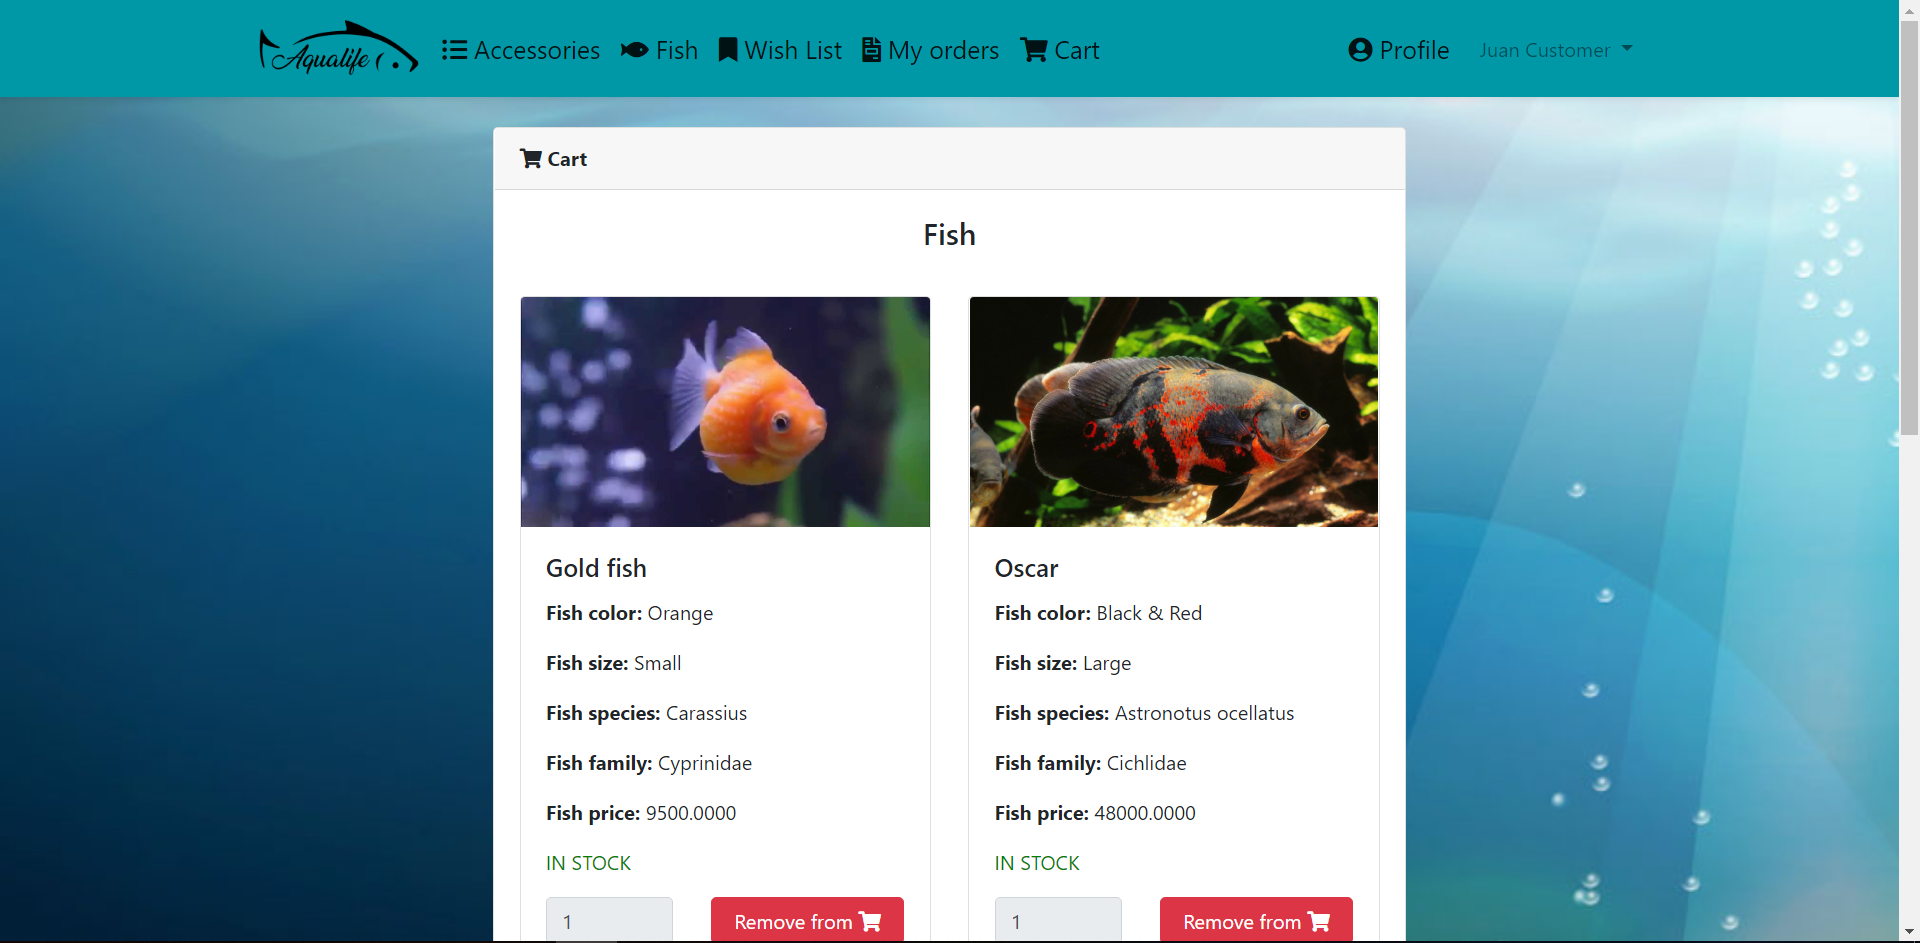 Aqualife Accessories Fish Wish List My orders Cart Profile Juan Customer
Cart
Fish
Gold fish
Fish color: Orange
Fish size: Small
Fish species: Carassius
Fish family: Cyprinidae
Fish price: 9500.0000
IN STOCK
1 Remove from
Oscar
Fish color: Black & Red
Fish size: Large
Fish species: Astronotus ocellatus
Fish family: Cichlidae
Fish price: 48000.0000
IN STOCK
1 Remove from